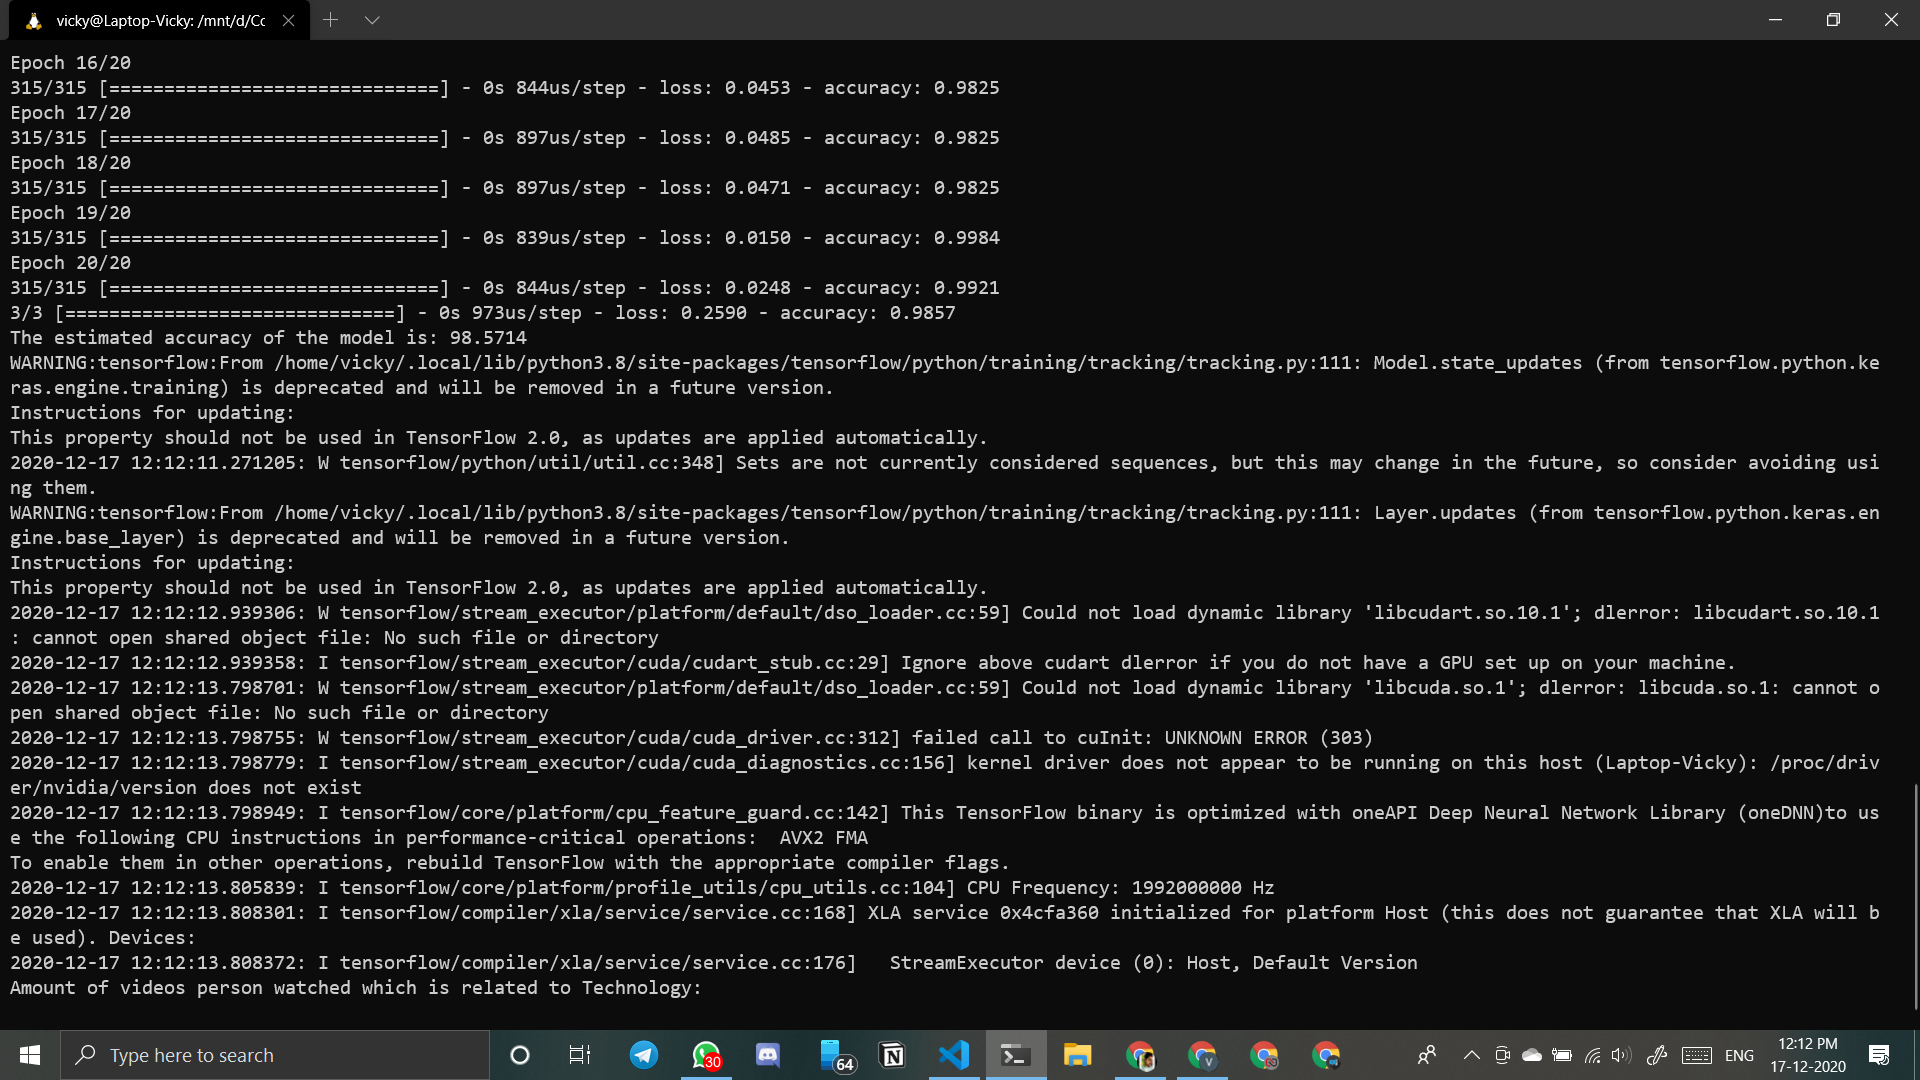 vicky@Laptop-Vicky: /mnt/d/Cc
Epoch 16/20
315/315 [==============================] - 0s 844us/step - loss: 0.0453 - accuracy: 0.9825
Epoch 17/20
315/315 [==============================] - 0s 897us/step - loss: 0.0485 - accuracy: 0.9825
Epoch 18/20
315/315 [==============================] - 0s 897us/step - loss: 0.0471 - accuracy: 0.9825
Epoch 19/20
315/315 [==============================] - 0s 839us/step - loss: 0.0150 - accuracy: 0.9984
Epoch 20/20
315/315 [==============================] - 0s 844us/step - loss: 0.0248 - accuracy: 0.9921
3/3 [==============================] - 0s 973us/step - loss: 0.2590 - accuracy: 0.9857
The estimated accuracy of the model is: 98.5714
WARNING:tensorflow:From /home/vicky/.local/lib/python3.8/site-packages/tensorflow/python/training/tracking/tracking.py:111: Model.state_updates (from tensorflow.python.ke
ras.engine.training) is deprecated and will be removed in a future version.
Instructions for updating:
This property should not be used in TensorFlow 2.0, as updates are applied automatically.
2020-12-17 12:12:11.271205: W tensorflow/python/util/util.cc:348] Sets are not currently considered sequences, but this may change in the future, so consider avoiding usi
ng them.
WARNING:tensorflow:From /home/vicky/.local/lib/python3.8/site-packages/tensorflow/python/training/tracking/tracking.py:111: Layer.updates (from tensorflow.python.keras.en
gine.base_layer) is deprecated and will be removed in a future version.
Instructions for updating:
This property should not be used in TensorFlow 2.0, as updates are applied automatically.
2020-12-17 12:12:12.939306: W tensorflow/stream_executor/platform/default/dso_loader.cc:59] Could not load dynamic library 'libcudart.so.10.1'; dlerror: libcudart.so.10.1
: cannot open shared object file: No such file or directory
2020-12-17 12:12:12.939358: I tensorflow/stream_executor/cuda/cudart_stub.cc:29] Ignore above cudart dlerror if you do not have a GPU set up on your machine.
2020-12-17 12:12:13.798701: W tensorflow/stream_executor/platform/default/dso_loader.cc:59] Could not load dynamic library 'libcuda.so.1'; dlerror: libcuda.so.1: cannot o
pen shared object file: No such file or directory
2020-12-17 12:12:13.798755: W tensorflow/stream_executor/cuda/cuda_driver.cc:312] failed call to cuInit: UNKNOWN ERROR (303)
2020-12-17 12:12:13.798779: I tensorflow/stream_executor/cuda/cuda_diagnostics.cc:156] kernel driver does not appear to be running on this host (Laptop-Vicky): /proc/driv
er/nvidia/version does not exist
2020-12-17 12:12:13.798949: I tensorflow/core/platform/cpu_feature_guard.cc:142] This TensorFlow binary is optimized with oneAPI Deep Neural Network Library (oneDNN)to us
e the following CPU instructions in performance-critical operations:  AVX2 FMA
To enable them in other operations, rebuild TensorFlow with the appropriate compiler flags.
2020-12-17 12:12:13.805839: I tensorflow/core/platform/profile_utils/cpu_utils.cc:104] CPU Frequency: 1992000000 Hz
2020-12-17 12:12:13.808301: I tensorflow/compiler/xla/service/service.cc:168] XLA service 0x4cfa360 initialized for platform Host (this does not guarantee that XLA will b
e used). Devices:
2020-12-17 12:12:13.808372: I tensorflow/compiler/xla/service/service.cc:176]   StreamExecutor device (0): Host, Default Version
Amount of videos person watched which is related to Technology:
Type here to search
30
64
ENG
12:12 PM
17-12-2020